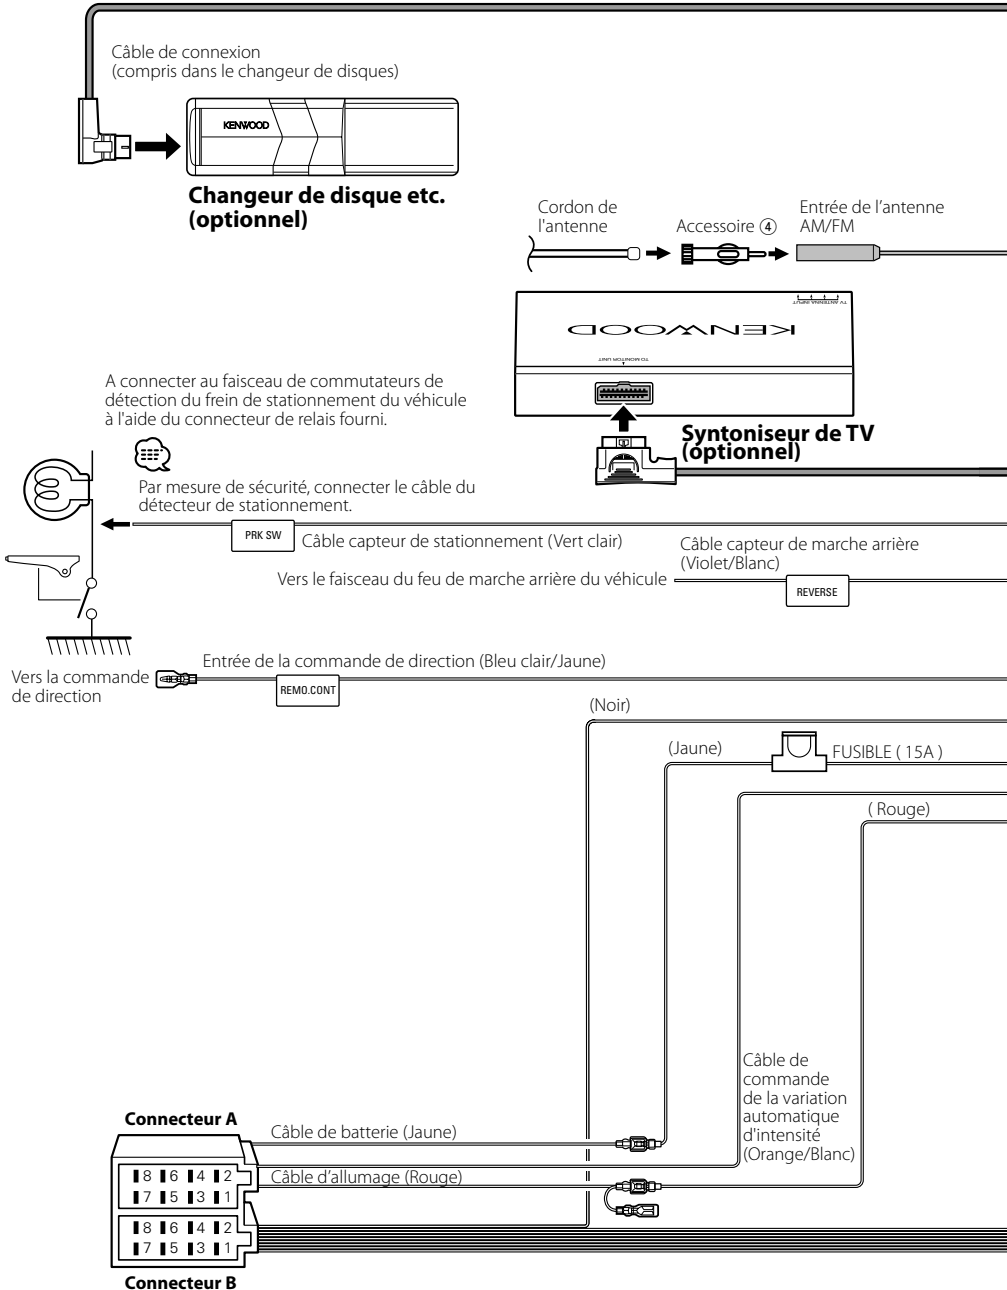 Câble de connexion
(compris dans le changeur de disques)
KENWOOD
Changeur de disque etc.
(optionnel)
Cordon de
l'antenne
Accessoire ④
Entrée de l’antenne
AM/FM
TV ANTENNA INPUT
KENWOOD
TO MONITOR UNIT
Syntoniseur de TV
(optionnel)
A connecter au faisceau de commutateurs de
détection du frein de stationnement du véhicule
à l'aide du connecteur de relais fourni.
Par mesure de sécurité, connecter le câble du
détecteur de stationnement.
PRK SW
Câble capteur de stationnement (Vert clair)
Câble capteur de marche arrière
(Violet/Blanc)
Vers le faisceau du feu de marche arrière du véhicule
REVERSE
Entrée de la commande de direction (Bleu clair/Jaune)
Vers la commande
de direction
REMO.CONT
(Noir)
(Jaune)
FUSIBLE ( 15A )
( Rouge)
Câble de
commande
de la variation
automatique
d'intensité
(Orange/Blanc)
Connecteur A
Câble de batterie (Jaune)
Câble d’allumage (Rouge)
8 6 4 2
7 5 3 1
8 6 4 2
7 5 3 1
Connecteur B